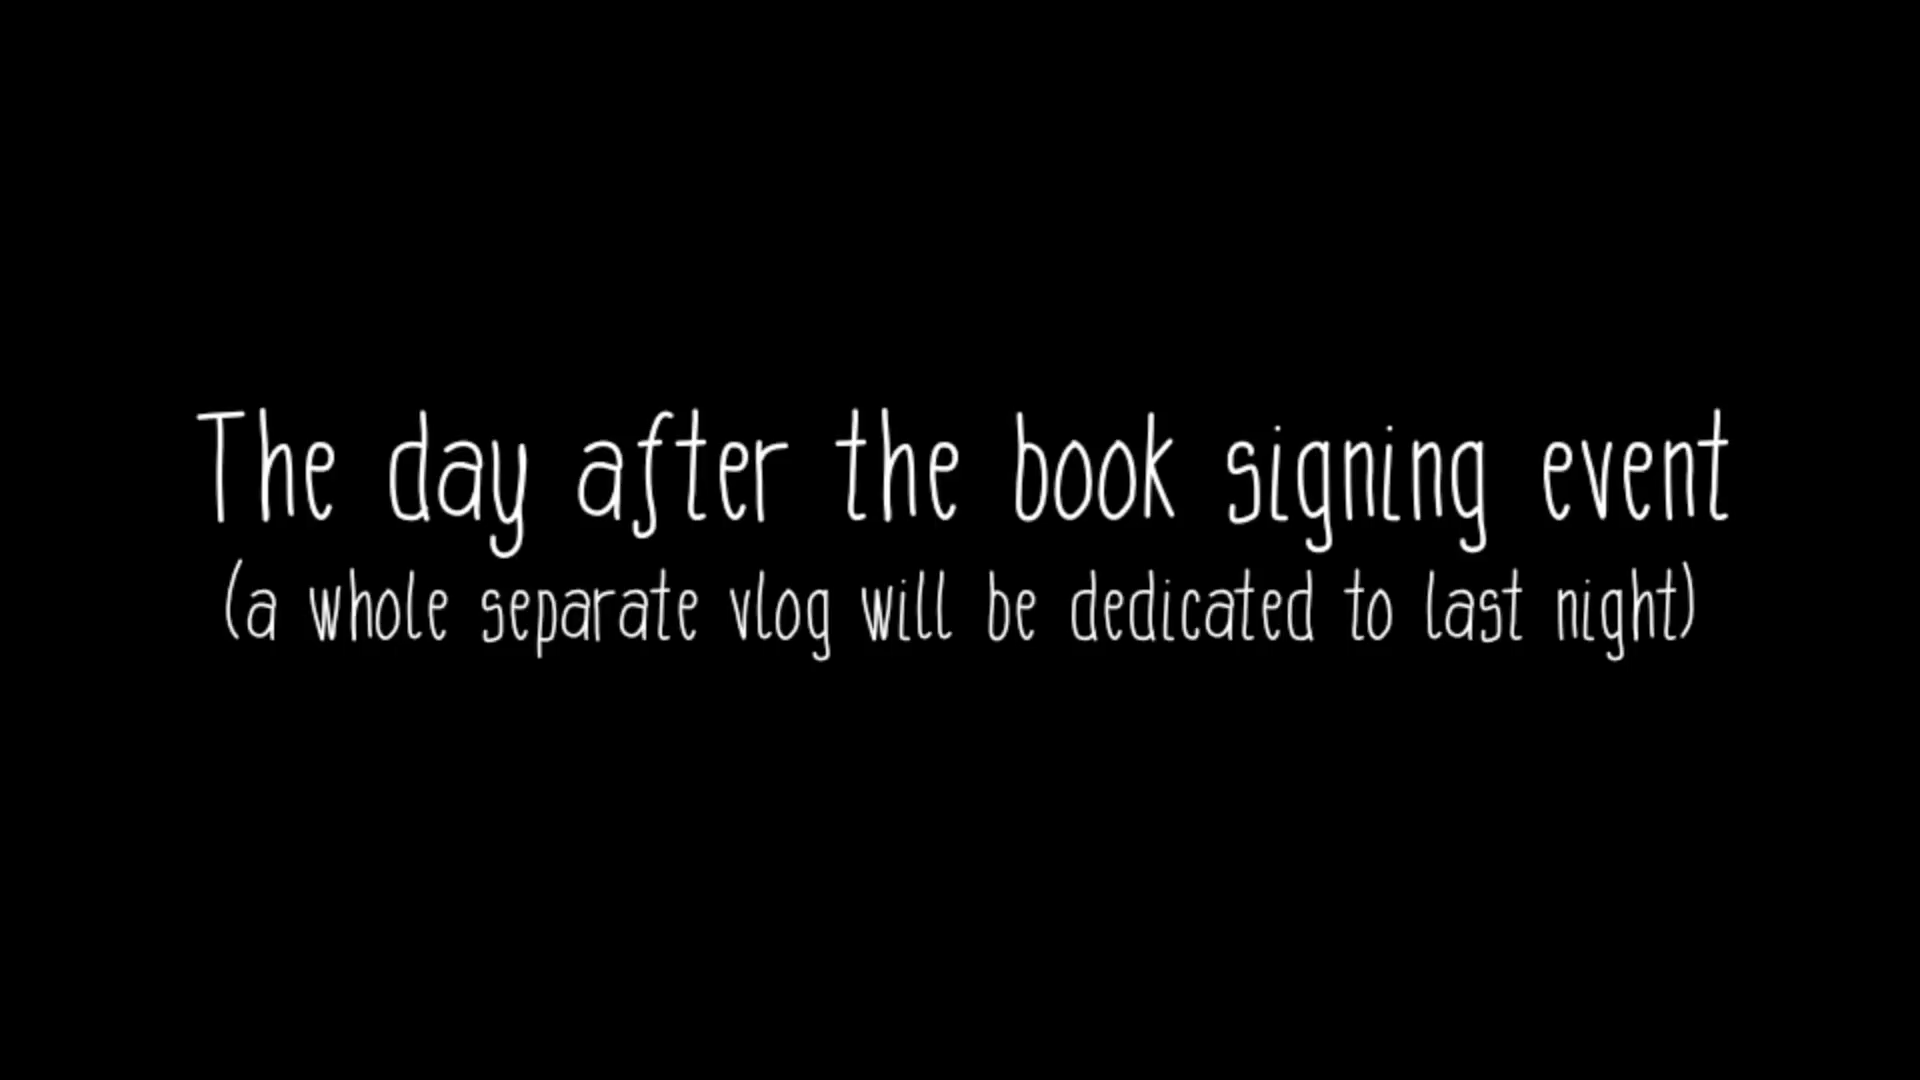 The day after the book signing event
(a whole separate vlog will be dedicated to last night)